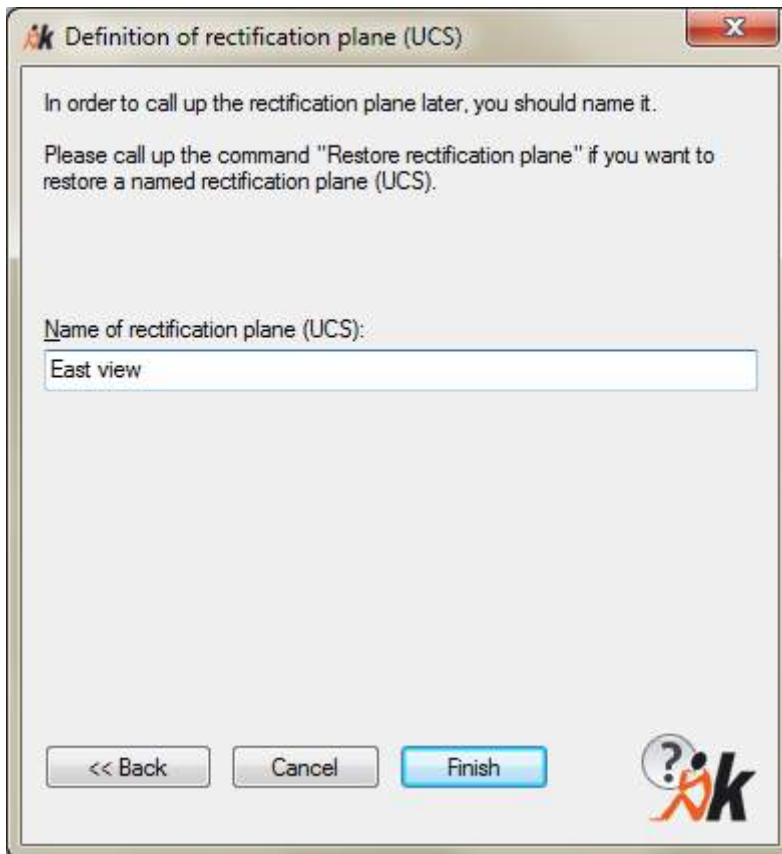 Definition of rectification plane (UCS)
In order to call up the rectification plane later, you should name it.
Please call up the command "Restore rectification plane" if you want to
restore a named rectification plane (UCS).
Name of rectification plane (UCS):
East view
<< Back Cancel Finish
?
k